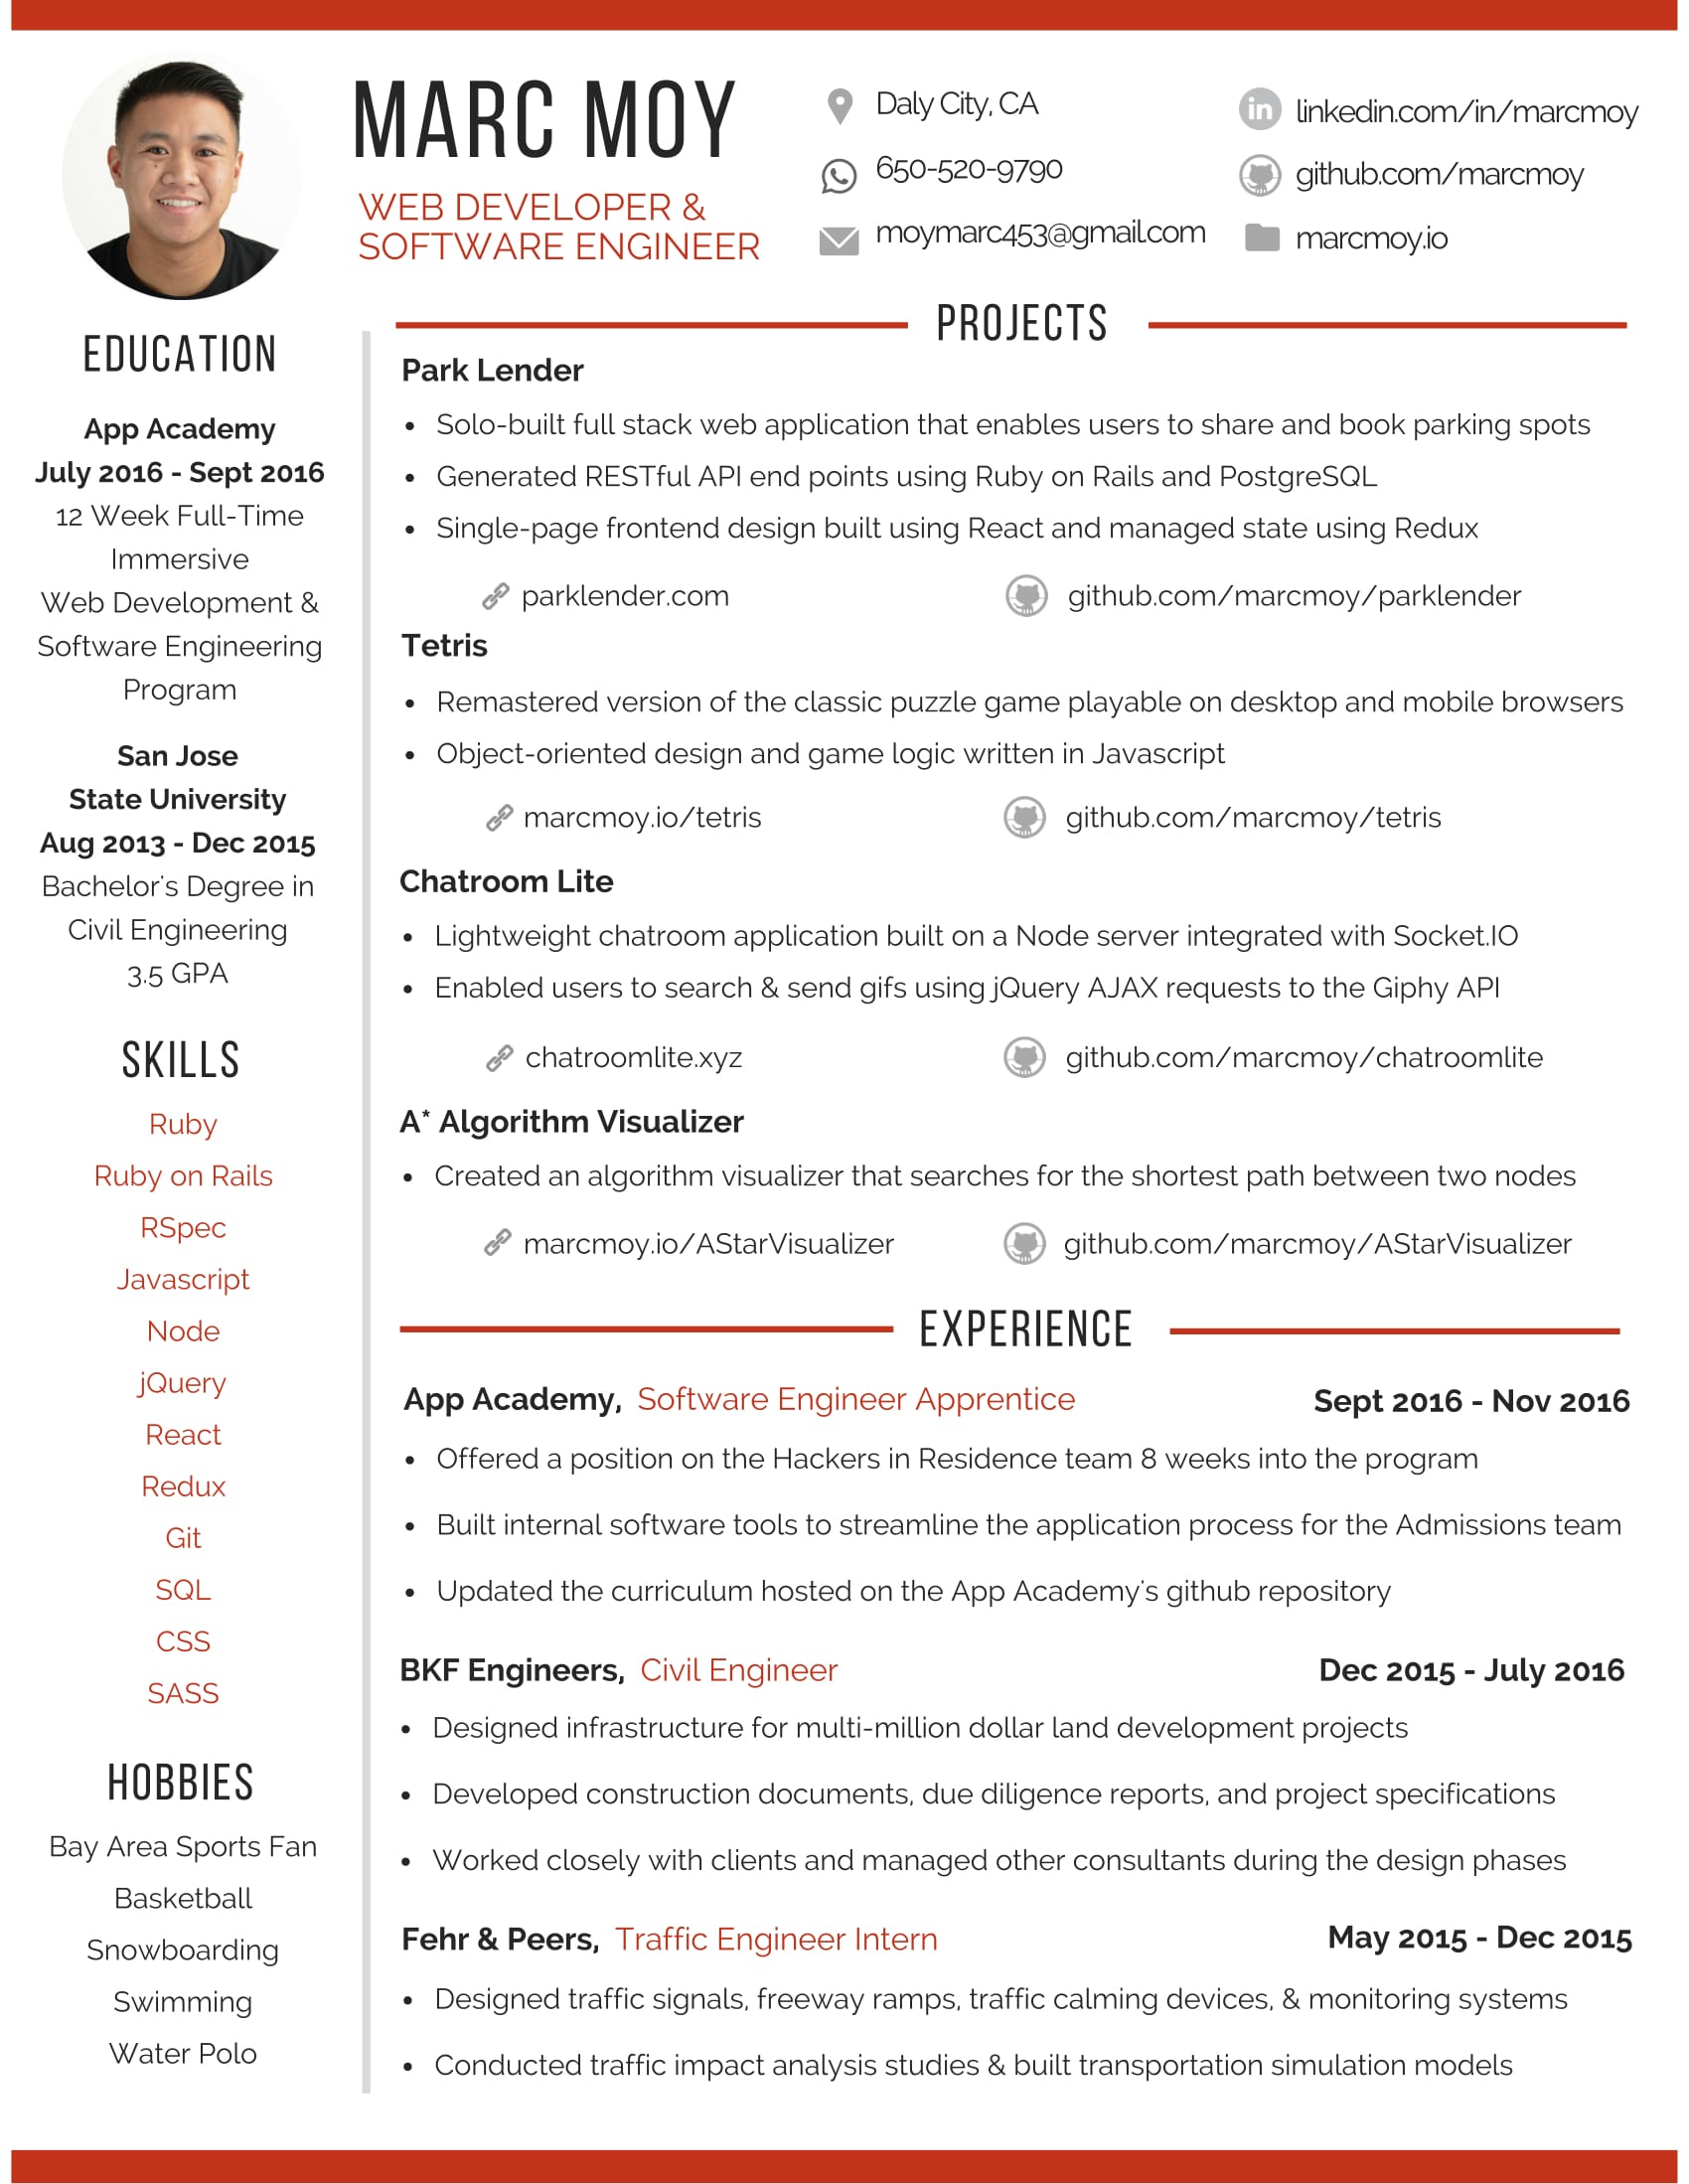 MARC MOY
WEB DEVELOPER &
SOFTWARE ENGINEER
Daly City, CA
650-520-9790
moymarc453@gmail.com
linkedin.com/in/marcmoy
github.com/marcmoy
marcmoy.io
EDUCATION
App Academy
July 2016 - Sept 2016
12 Week Full-Time
Immersive
Web Development &
Software Engineering
Program
San Jose
State University
Aug 2013 - Dec 2015
Bachelor's Degree in
Civil Engineering
3.5 GPA
SKILLS
Ruby
Ruby on Rails
RSpec
Javascript
Node
jQuery
React
Redux
Git
SQL
CSS
SASS
HOBBIES
Bay Area Sports Fan
Basketball
Snowboarding
Swimming
Water Polo
PROJECTS
Park Lender
• Solo-built full stack web application that enables users to share and book parking spots
• Generated RESTful API end points using Ruby on Rails and PostgreSQL
• Single-page frontend design built using React and managed state using Redux
parklender.com github.com/marcmoy/parklender
Tetris
• Remastered version of the classic puzzle game playable on desktop and mobile browsers
• Object-oriented design and game logic written in Javascript
marcmoy.io/tetris github.com/marcmoy/tetris
Chatroom Lite
• Lightweight chatroom application built on a Node server integrated with Socket.IO
• Enabled users to search & send gifs using jQuery AJAX requests to the Giphy API
chatroomlite.xyz github.com/marcmoy/chatroomlite
A* Algorithm Visualizer
• Created an algorithm visualizer that searches for the shortest path between two nodes
marcmoy.io/AStarVisualizer github.com/marcmoy/AStarVisualizer
EXPERIENCE
App Academy, Software Engineer Apprentice Sept 2016 - Nov 2016
• Offered a position on the Hackers in Residence team 8 weeks into the program
• Built internal software tools to streamline the application process for the Admissions team
• Updated the curriculum hosted on the App Academy's github repository
BKF Engineers, Civil Engineer Dec 2015 - July 2016
• Designed infrastructure for multi-million dollar land development projects
• Developed construction documents, due diligence reports, and project specifications
• Worked closely with clients and managed other consultants during the design phases
Fehr & Peers, Traffic Engineer Intern May 2015 - Dec 2015
• Designed traffic signals, freeway ramps, traffic calming devices, & monitoring systems
• Conducted traffic impact analysis studies & built transportation simulation models